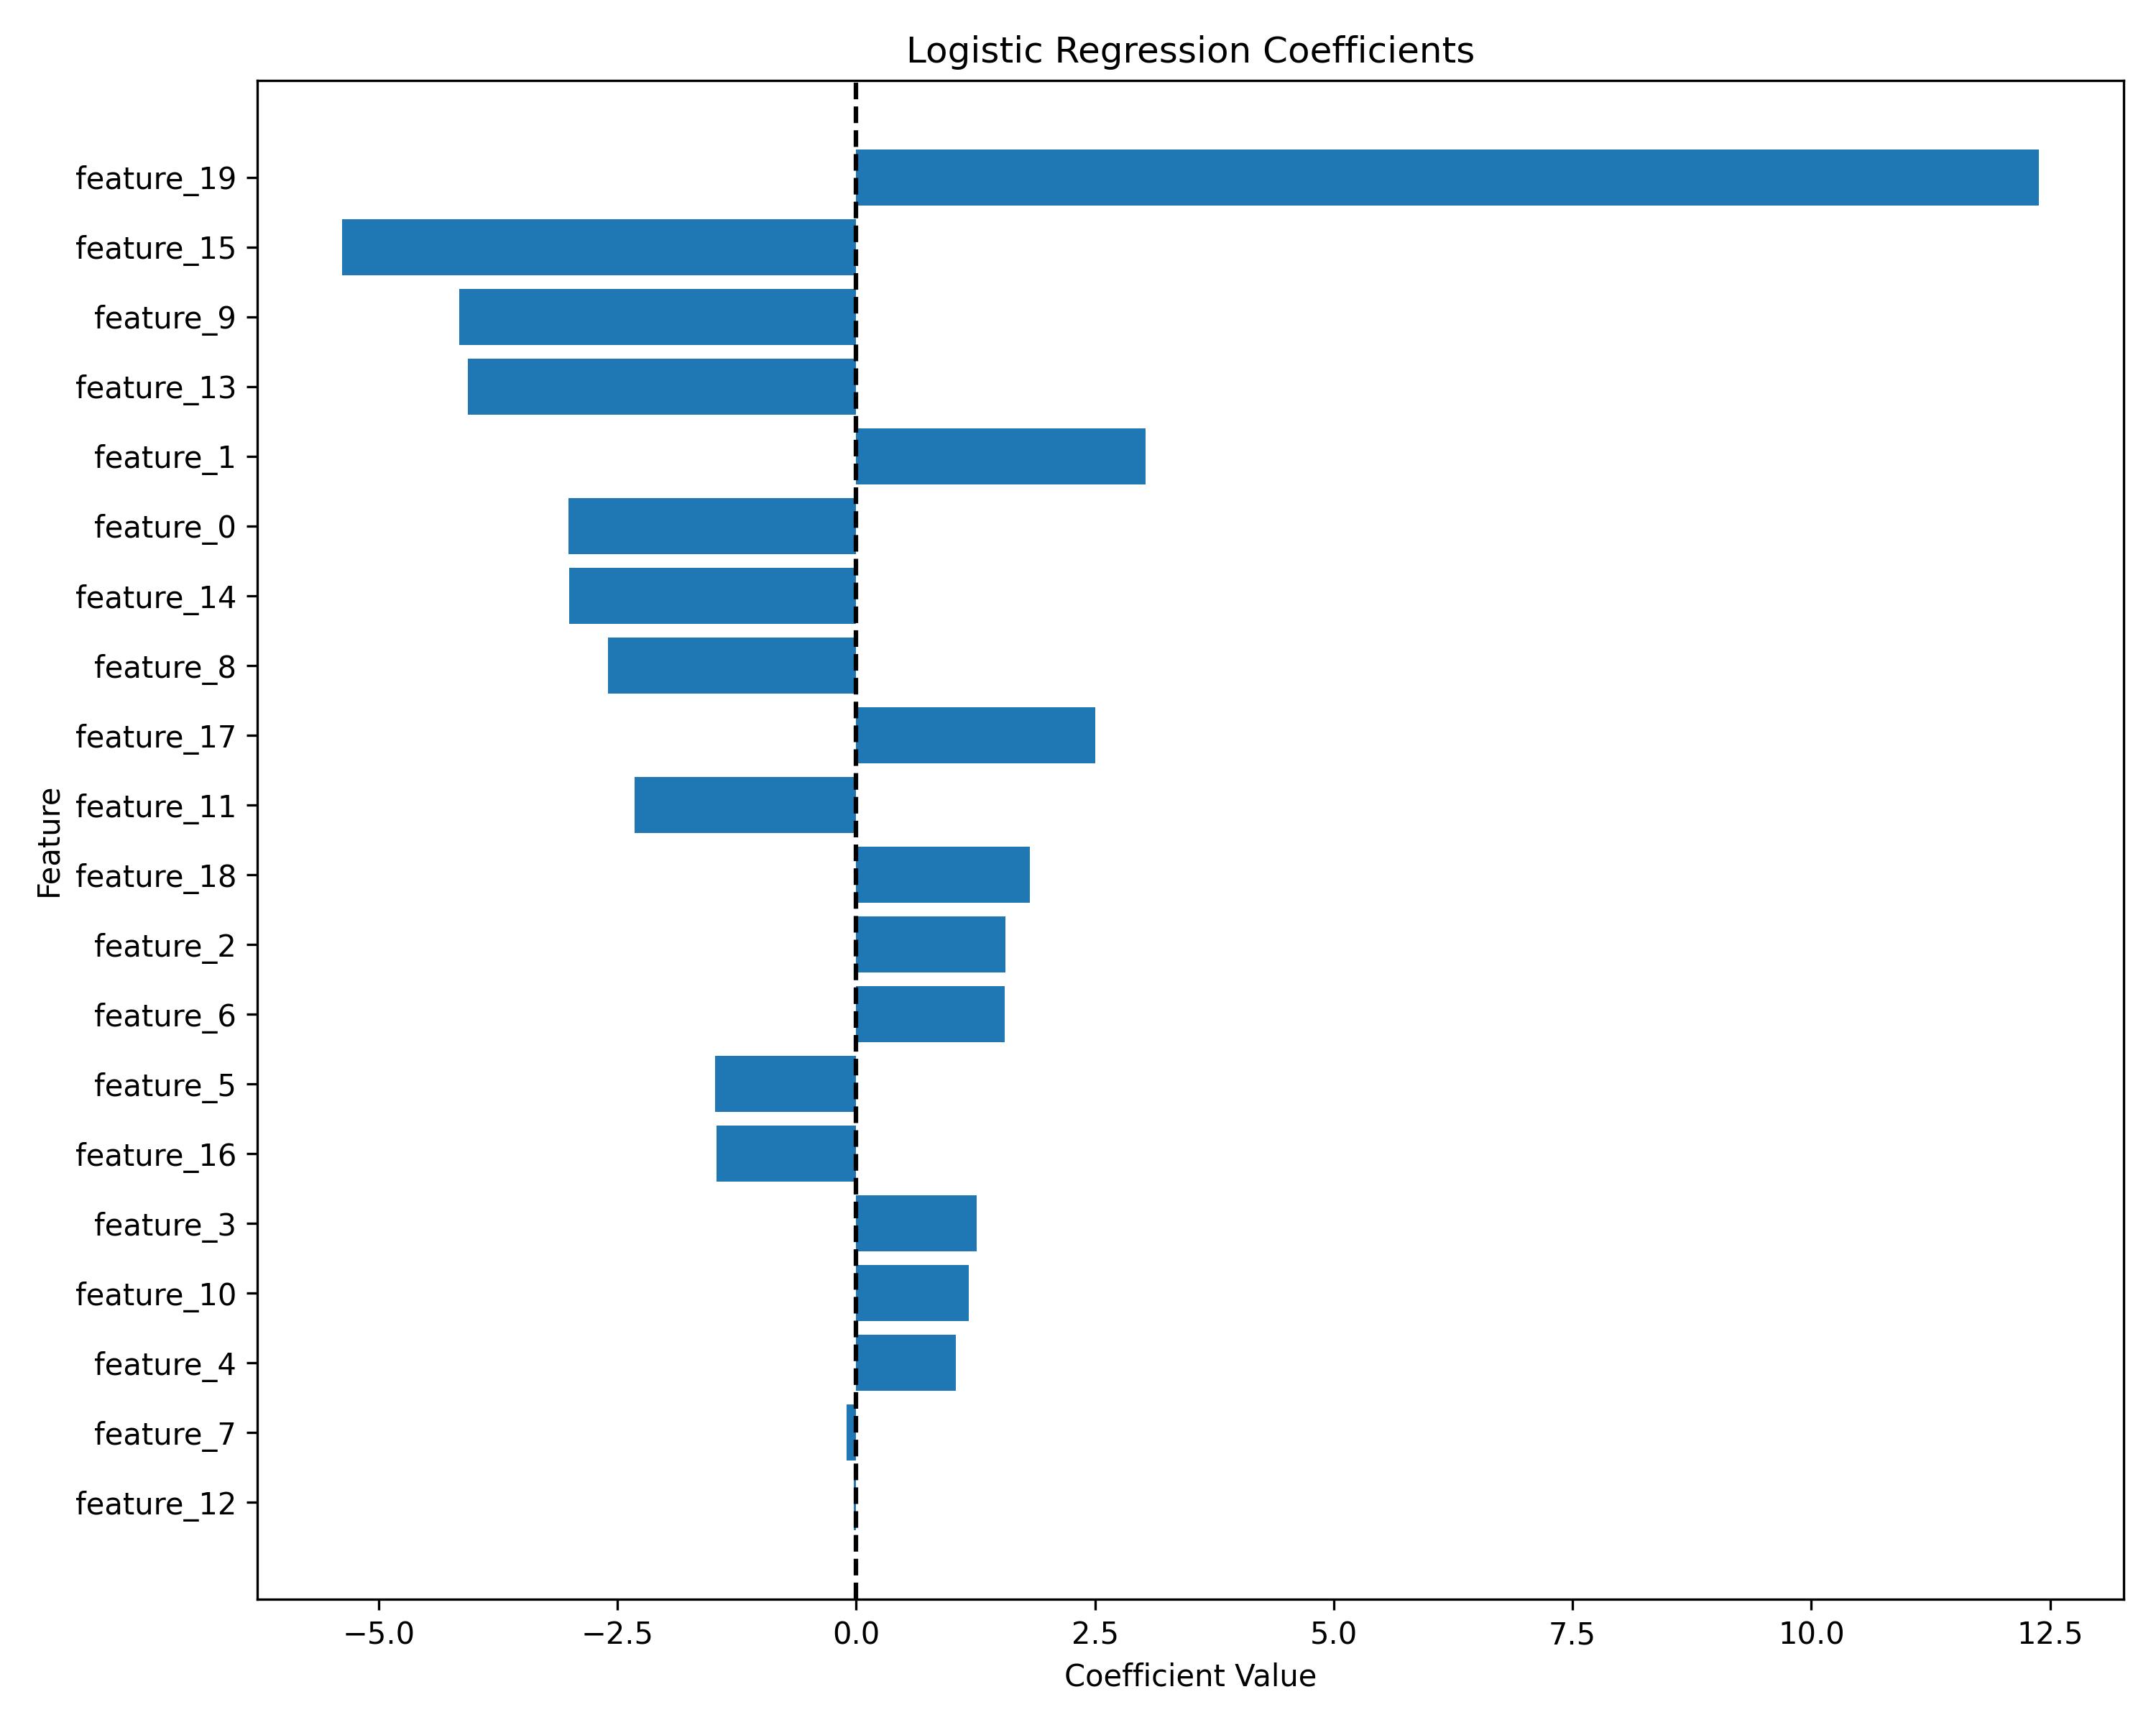 Logistic Regression Coefficients
feature_19
feature_15
feature_9
feature_13
feature_1
feature_0
feature_14
feature_8
feature_17
feature_11
feature_18
feature_2
feature_6
feature_5
feature_16
feature_3
feature_10
feature_4
feature_7
feature_12
Feature
−5.0 −2.5 0.0 2.5 5.0 7.5 10.0 12.5
Coefficient Value